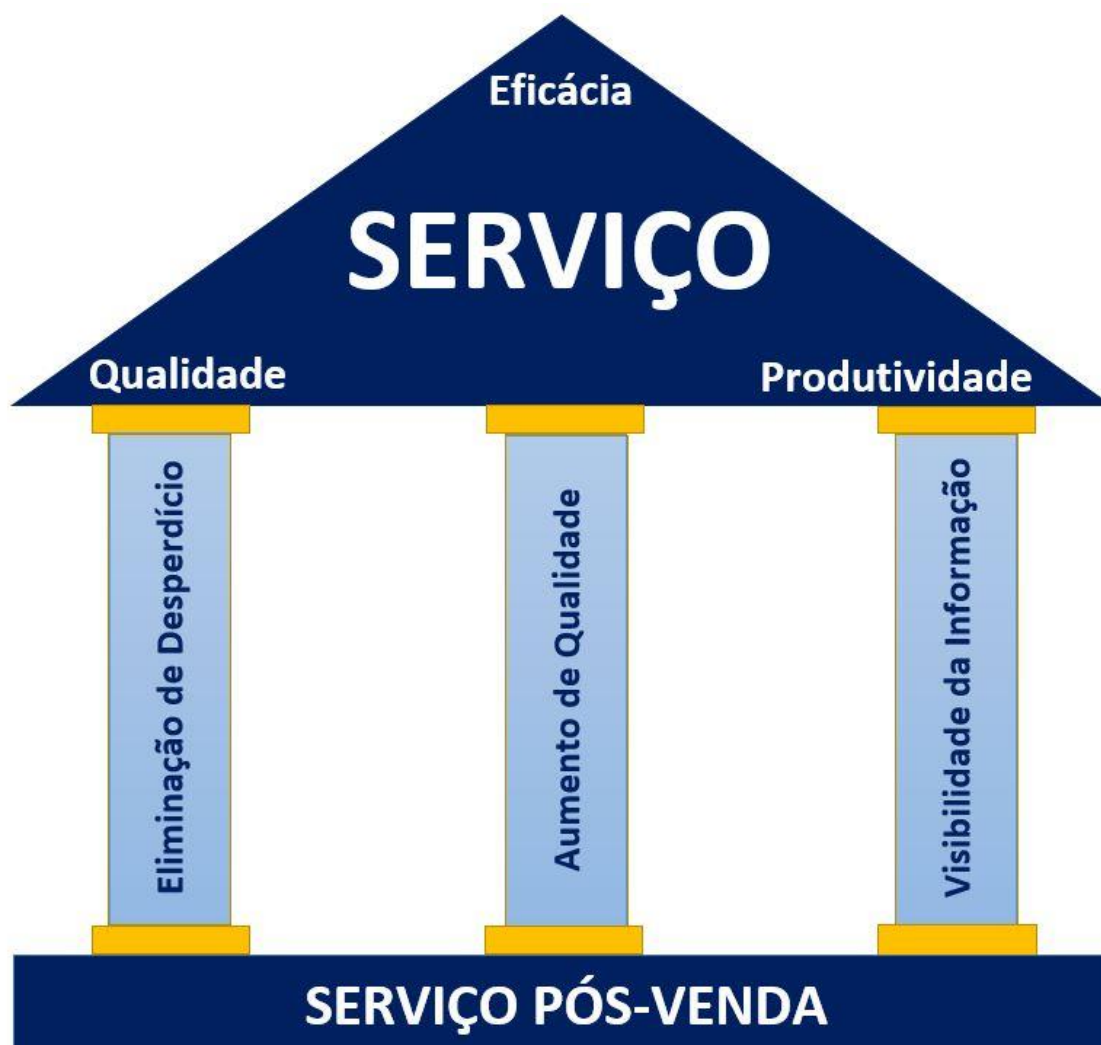 Eficácia
SERVIÇO
Qualidade
Produtividade
Eliminação de Desperdício
Aumento de Qualidade
Visibilidade da Informação
SERVIÇO PÓS-VENDA